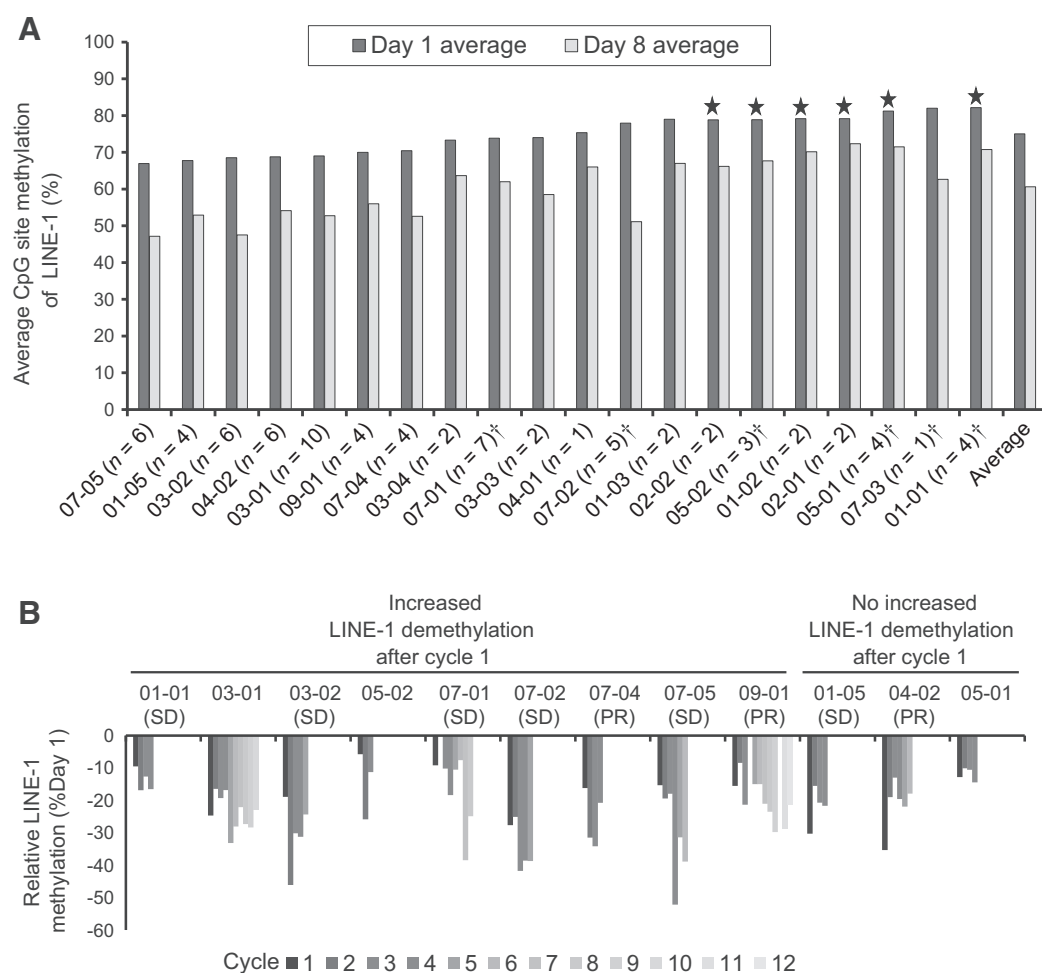 A
Day 1 average
Day 8 average
Average CpG site methylation
of LINE-1 (%)
100
90
80
70
60
50
40
30
20
10
0
★ ★ ★ ★ ★ ★
07-05 (n = 6)
01-05 (n = 4)
03-02 (n = 6)
04-02 (n = 6)
03-01 (n = 10)
09-01 (n = 4)
07-04 (n = 4)
03-04 (n = 2)
07-01 (n = 7)†
03-03 (n = 2)
04-01 (n = 1)
07-02 (n = 5)†
01-03 (n = 2)
02-02 (n = 2)
05-02 (n = 3)†
01-02 (n = 2)
02-01 (n = 2)
05-01 (n = 4)†
07-03 (n = 1)†
01-01 (n = 4)†
Average
B
Increased
LINE-1 demethylation
after cycle 1
No increased
LINE-1 demethylation
after cycle 1
01-01 03-01 03-02 05-02 07-01 07-02 07-04 07-05 09-01 01-05 04-02 05-01
(SD) (SD) (SD) (SD) (PR) (SD) (PR) (SD) (PR)
Relative LINE-1
methylation (%Day 1)
0
-10
-20
-30
-40
-50
-60
Cycle 1 2 3 4 5 6 7 8 9 10 11 12